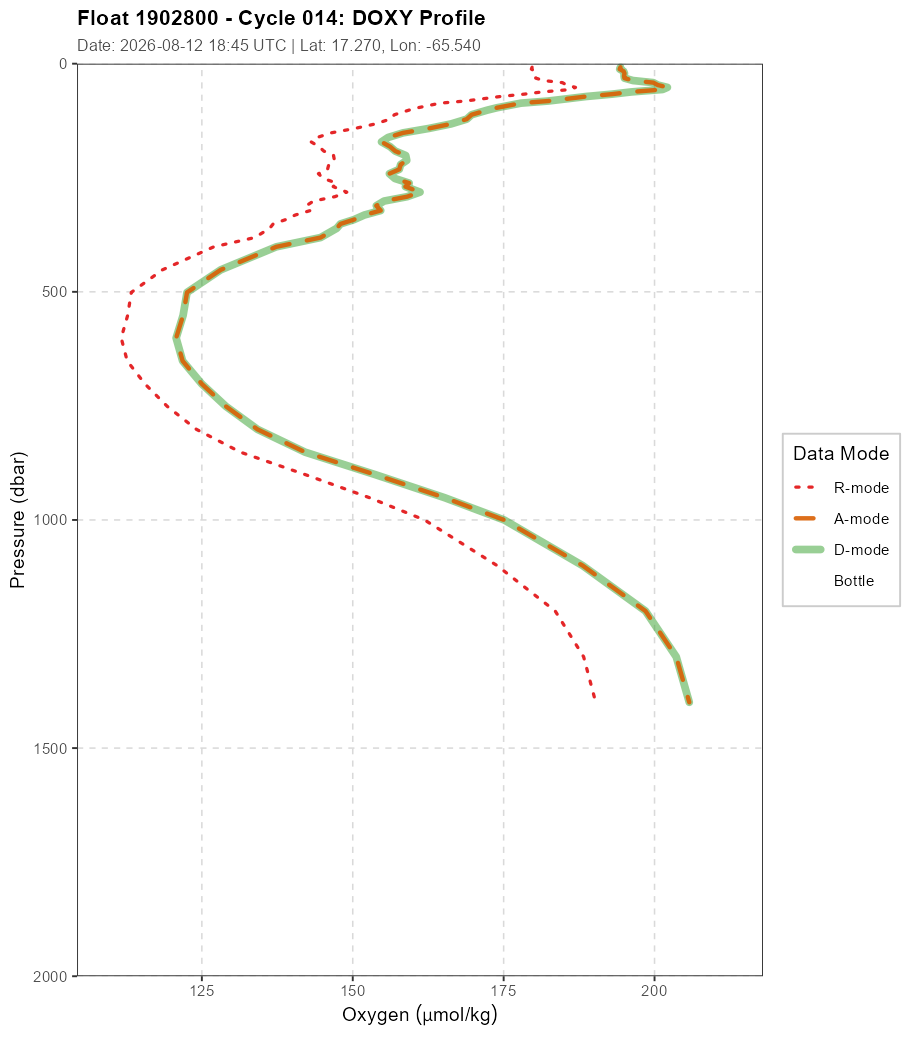 Float 1902800 - Cycle 014: DOXY Profile
Date: 2026-08-12 18:45 UTC | Lat: 17.270, Lon: -65.540
0
500
1000
1500
2000
Pressure (dbar)
125
150
175
200
Oxygen (µmol/kg)
Data Mode
R-mode
A-mode
D-mode
Bottle